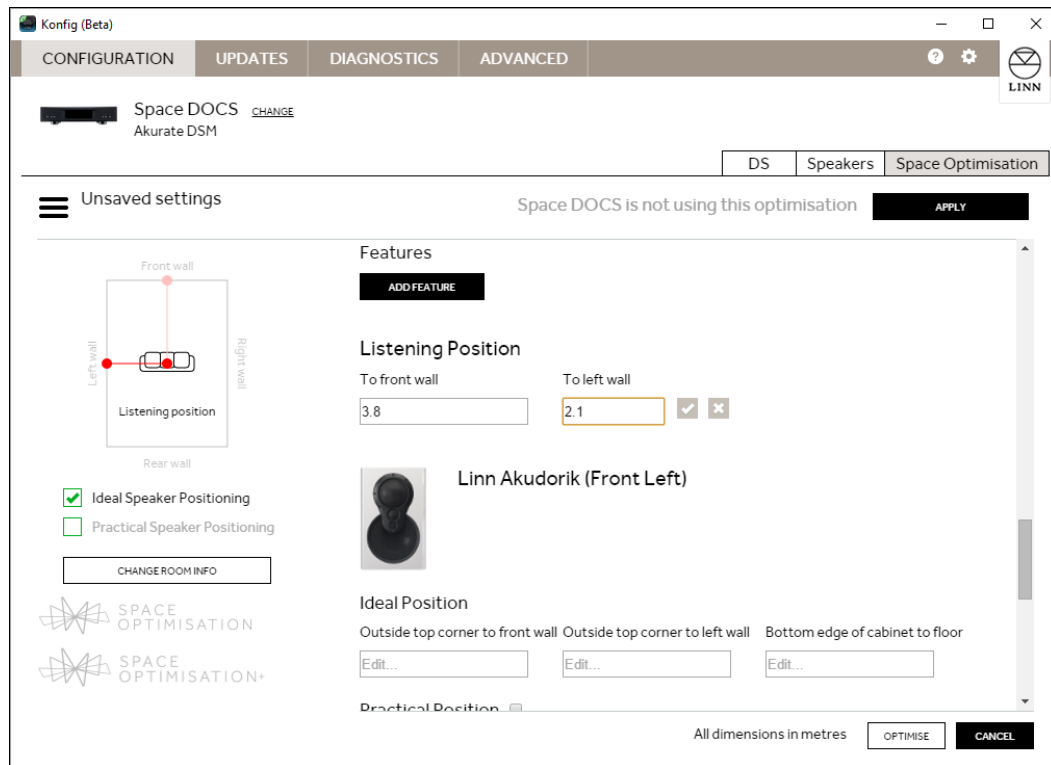 Konfig (Beta)
CONFIGURATION UPDATES DIAGNOSTICS ADVANCED
LINN
Space DOCS CHANGE
Akurate DSM
DS Speakers Space Optimisation
Unsaved settings
Space DOCS is not using this optimisation
APPLY
Front wall
Left wall
Right wall
Listening position
Rear wall
Ideal Speaker Positioning
Practical Speaker Positioning
CHANGE ROOM INFO
SPACE
OPTIMISATION
SPACE
OPTIMISATION+
Features
ADD FEATURE
Listening Position
To front wall To left wall
3.8 2.1
Linn Akudorik (Front Left)
Ideal Position
Outside top corner to front wall Outside top corner to left wall Bottom edge of cabinet to floor
Edit... Edit... Edit...
Practical Position
All dimensions in metres
OPTIMISE
CANCEL